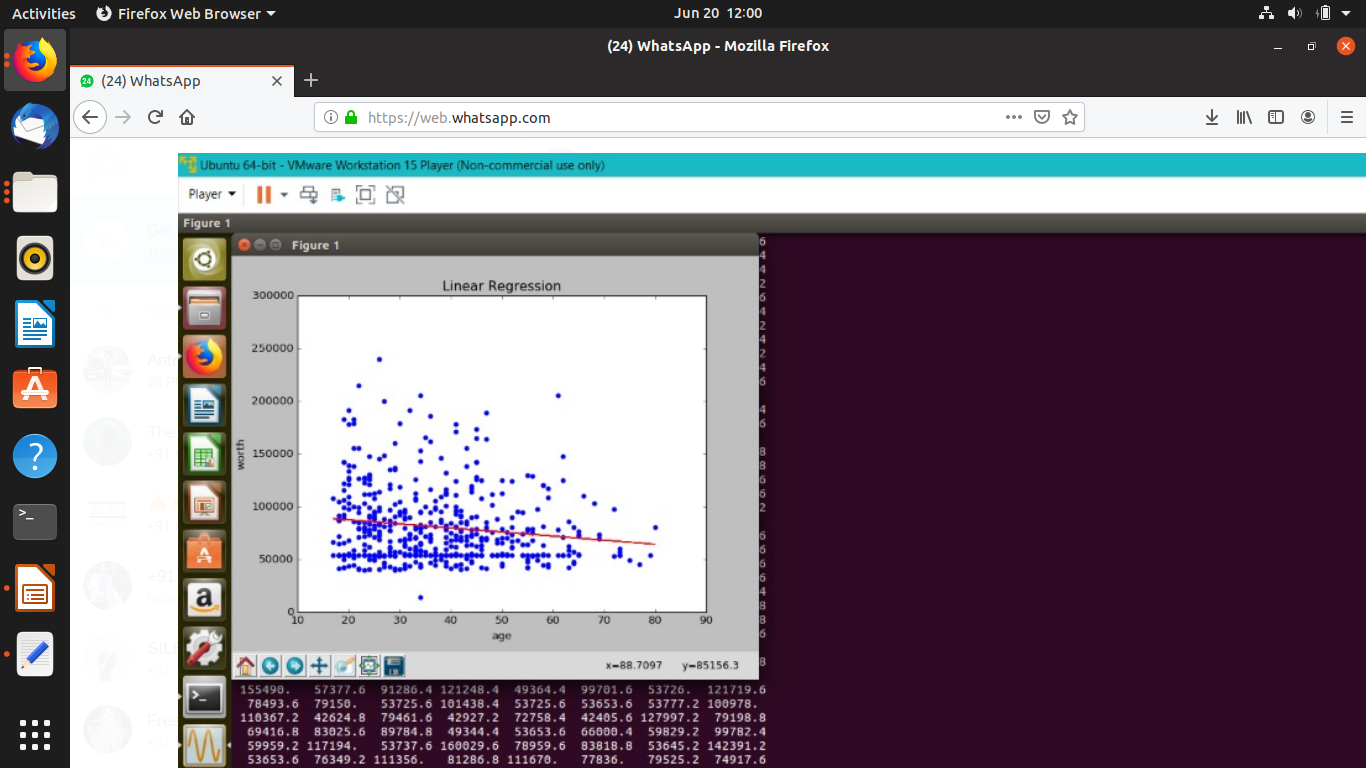 Activities Firefox Web Browser Jun 20 12:00
(24) WhatsApp - Mozilla Firefox
24 (24) WhatsApp
https://web.whatsapp.com
Ubuntu 64-bit - VMware Workstation 15 Player (Non-commercial use only)
Player
Figure 1
Figure 1
Linear Regression
300000
250000
200000
150000
100000
50000
0
worth
10 20 30 40 50 60 70 80 90
age
x=88.7097 y=85156.3
155490. 57377.6 91286.4 121248.4 49364.4 99701.6 53726. 121719.6
78493.6 79150. 53725.6 101438.4 53725.6 53653.6 53777.2 100978.
110367.2 42624.8 79461.6 42927.2 72758.4 42405.6 127997.2 79198.8
69416.8 83025.6 89784.8 49344.4 53653.6 66000.4 59829.2 99782.4
59959.2 117194. 53737.6 160029.6 78959.6 83818.8 53645.2 142391.2
53653.6 76349.2 111356. 81286.8 111670. 77836. 79525.2 74917.6